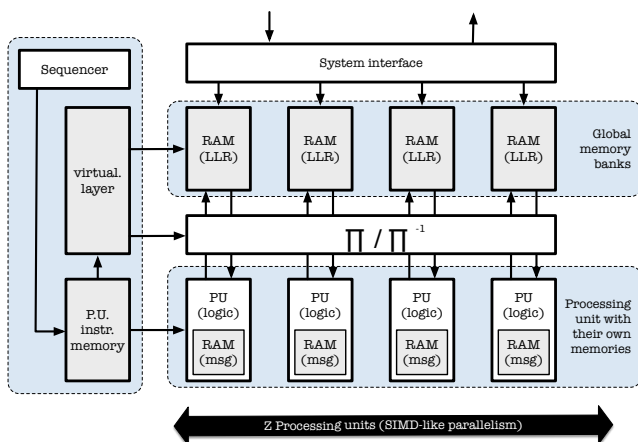 Sequencer
System interface
virtual.
layer
RAM
(LLR)
RAM
(LLR)
RAM
(LLR)
RAM
(LLR)
Global
memory
banks
∏ / ∏ -1
P.U.
instr.
memory
PU
(logic)
RAM
(msg)
PU
(logic)
RAM
(msg)
PU
(logic)
RAM
(msg)
PU
(logic)
RAM
(msg)
Processing
unit with
their own
memories
Z Processing units (SIMD-like parallelism)